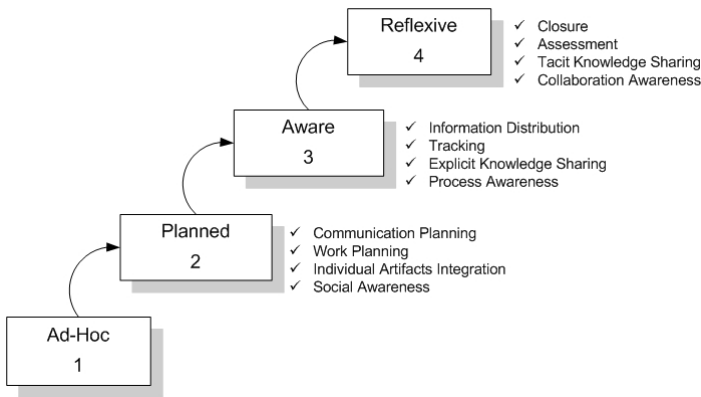 Reflexive
4
✓ Closure
✓ Assessment
✓ Tacit Knowledge Sharing
✓ Collaboration Awareness
Aware
3
✓ Information Distribution
✓ Tracking
✓ Explicit Knowledge Sharing
✓ Process Awareness
Planned
2
✓ Communication Planning
✓ Work Planning
✓ Individual Artifacts Integration
✓ Social Awareness
Ad-Hoc
1